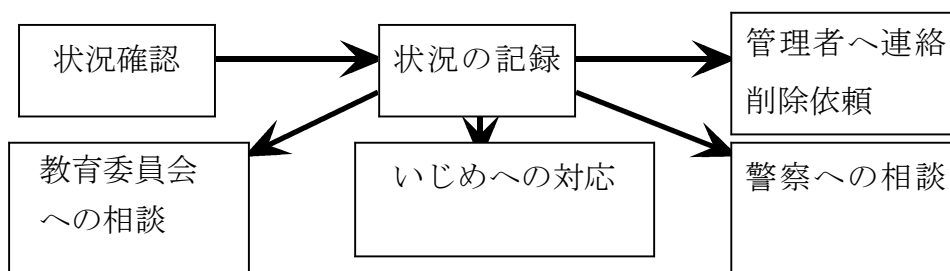 状況確認
状況の記録
管理者へ連絡
削除依頼
教育委員会
への相談
いじめへの対応
警察への相談